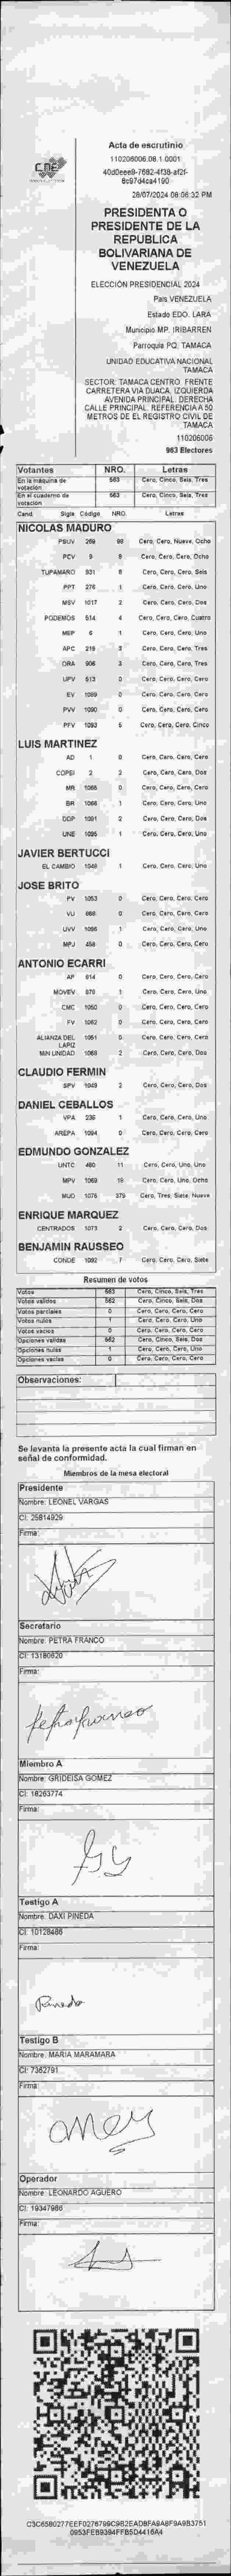 CNE
Acta de escrutinio
110206006.06.1.0001
28/07/2024 08:06:32 PM
PRESIDENTA O
PRESIDENTE DE LA
REPUBLICA
BOLIVARIANA DE
VENEZUELA
ELECCIÓN PRESIDENCIAL 2024
País VENEZUELA
Estado EDO. LARA
Municipio MP. IRIBARREN
Parroquia PQ. TAMACA
UNIDAD EDUCATIVA NACIONAL
TAMACA
SECTOR TAMACA CENTRO. FRENTE
CARRETERA VIA DUACA. IZQUIERDA
AVENIDA PRINCIPAL. DERECHA
CALLE PRINCIPAL. REFERENCIA A 50
METROS DE EL REGISTRO CIVIL DE
TAMACA
110206006
963 Electores
Votantes NRO. Letras
En la máquina de votación 563 Cero, Cinco, Seis, Tres
En el cuaderno de votación 563 Cero, Cinco, Seis, Tres
Cand. Sigla Código NRO. Letras
NICOLAS MADURO
PSUV 269 98 Cero, Cero, Nueve, Ocho
PCV 9 8 Cero, Cero, Cero, Ocho
TUPAMARO 931 Cero, Cero, Cero, Seis
PPT 276 1 Cero, Cero, Cero, Uno
MSV 1017 2 Cero, Cero, Cero, Dos
PODEMOS 514 4 Cero, Cero, Cero, Cuatro
MEP 6 1 Cero, Cero, Cero, Uno
APC 219 3 Cero, Cero, Cero, Tres
ORA 906 3 Cero, Cero, Cero, Tres
UPV 513 0 Cero, Cero, Cero, Cero
EV 1089 0 Cero, Cero, Cero, Cero
PVV 1090 0 Cero, Cero, Cero, Cero
PFV 1093 5 Cero, Cero, Cero, Cinco
LUIS MARTINEZ
AD 1 0 Cero, Cero, Cero, Cero
COPEI 2 2 Cero, Cero, Cero, Dos
MR 1065 0 Cero, Cero, Cero, Cero
BR 1066 1 Cero, Cero, Cero, Uno
DDP 1091 2 Cero, Cero, Cero, Dos
UNE 1095 1 Cero, Cero, Cero, Uno
JAVIER BERTUCCI
EL CAMBIO 1048 1 Cero, Cero, Cero, Uno
JOSE BRITO
PV 1053 0 Cero, Cero, Cero, Cero
VU 868 0 Cero, Cero, Cero, Cero
UVV 1096 1 Cero, Cero, Cero, Uno
MPJ 458 0 Cero, Cero, Cero, Cero
ANTONIO ECARRI
AP 814 0 Cero, Cero, Cero, Cero
MOVEV 870 1 Cero, Cero, Cero, Uno
CMC 1050 0 Cero, Cero, Cero, Cero
FV 1062 0 Cero, Cero, Cero, Cero
ALIANZA DEL LAPIZ 1051 0 Cero, Cero, Cero, Cero
MIN UNIDAD 1068 2 Cero, Cero, Cero, Dos
CLAUDIO FERMIN
SPV 1049 2 Cero, Cero, Cero, Dos
DANIEL CEBALLOS
VPA 236 1 Cero, Cero, Cero, Uno
AREPA 1094 0 Cero, Cero, Cero, Cero
EDMUNDO GONZALEZ
UNTC 480 11 Cero, Cero, Uno, Uno
MPV 1069 18 Cero, Cero, Uno, Ocho
MUD 1076 379 Cero, Tres, Siete, Nueve
ENRIQUE MARQUEZ
CENTRADOS 1073 2 Cero, Cero, Cero, Dos
BENJAMIN RAUSSEO
CONDE 1092 7 Cero, Cero, Cero, Siete
Resumen de votos
Votos 563 Cero, Cinco, Seis, Tres
Votos válidos 562 Cero, Cinco, Seis, Dos
Votos parciales 0 Cero, Cero, Cero, Cero
Votos nulos 1 Cero, Cero, Cero, Uno
Votos vacíos 0 Cero, Cero, Cero, Cero
Opciones válidas 562 Cero, Cinco, Seis, Dos
Opciones nulas 1 Cero, Cero, Cero, Uno
Opciones vacías 0 Cero, Cero, Cero, Cero
Observaciones:
Se levanta la presente acta la cual firman en
señal de conformidad.
Miembros de la mesa electoral
Presidente
Nombre: LEONEL VARGAS
CI: 25814929
Firma:
Secretario
Nombre: PETRA FRANCO
CI: 13180620
Firma:
Miembro A
Nombre: GRIDEISA GOMEZ
CI: 18263774
Firma:
Testigo A
Nombre: DAXI PINEDA
CI: 10128486
Firma:
Testigo B
Nombre: MARIA MARAMARA
CI: 7362791
Firma:
Operador
Nombre: LEONARDO AGUERO
CI: 19347986
Firma: